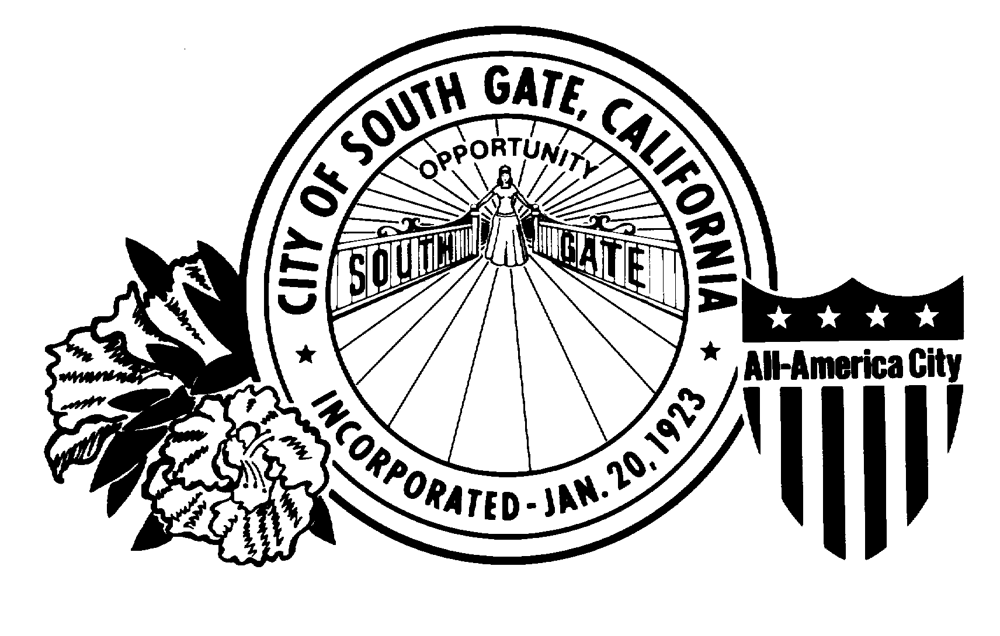 CITY OF SOUTH GATE, CALIFORNIA
OPPORTUNITY
SOUTH GATE
INCORPORATED - JAN. 20, 1923
All-America City